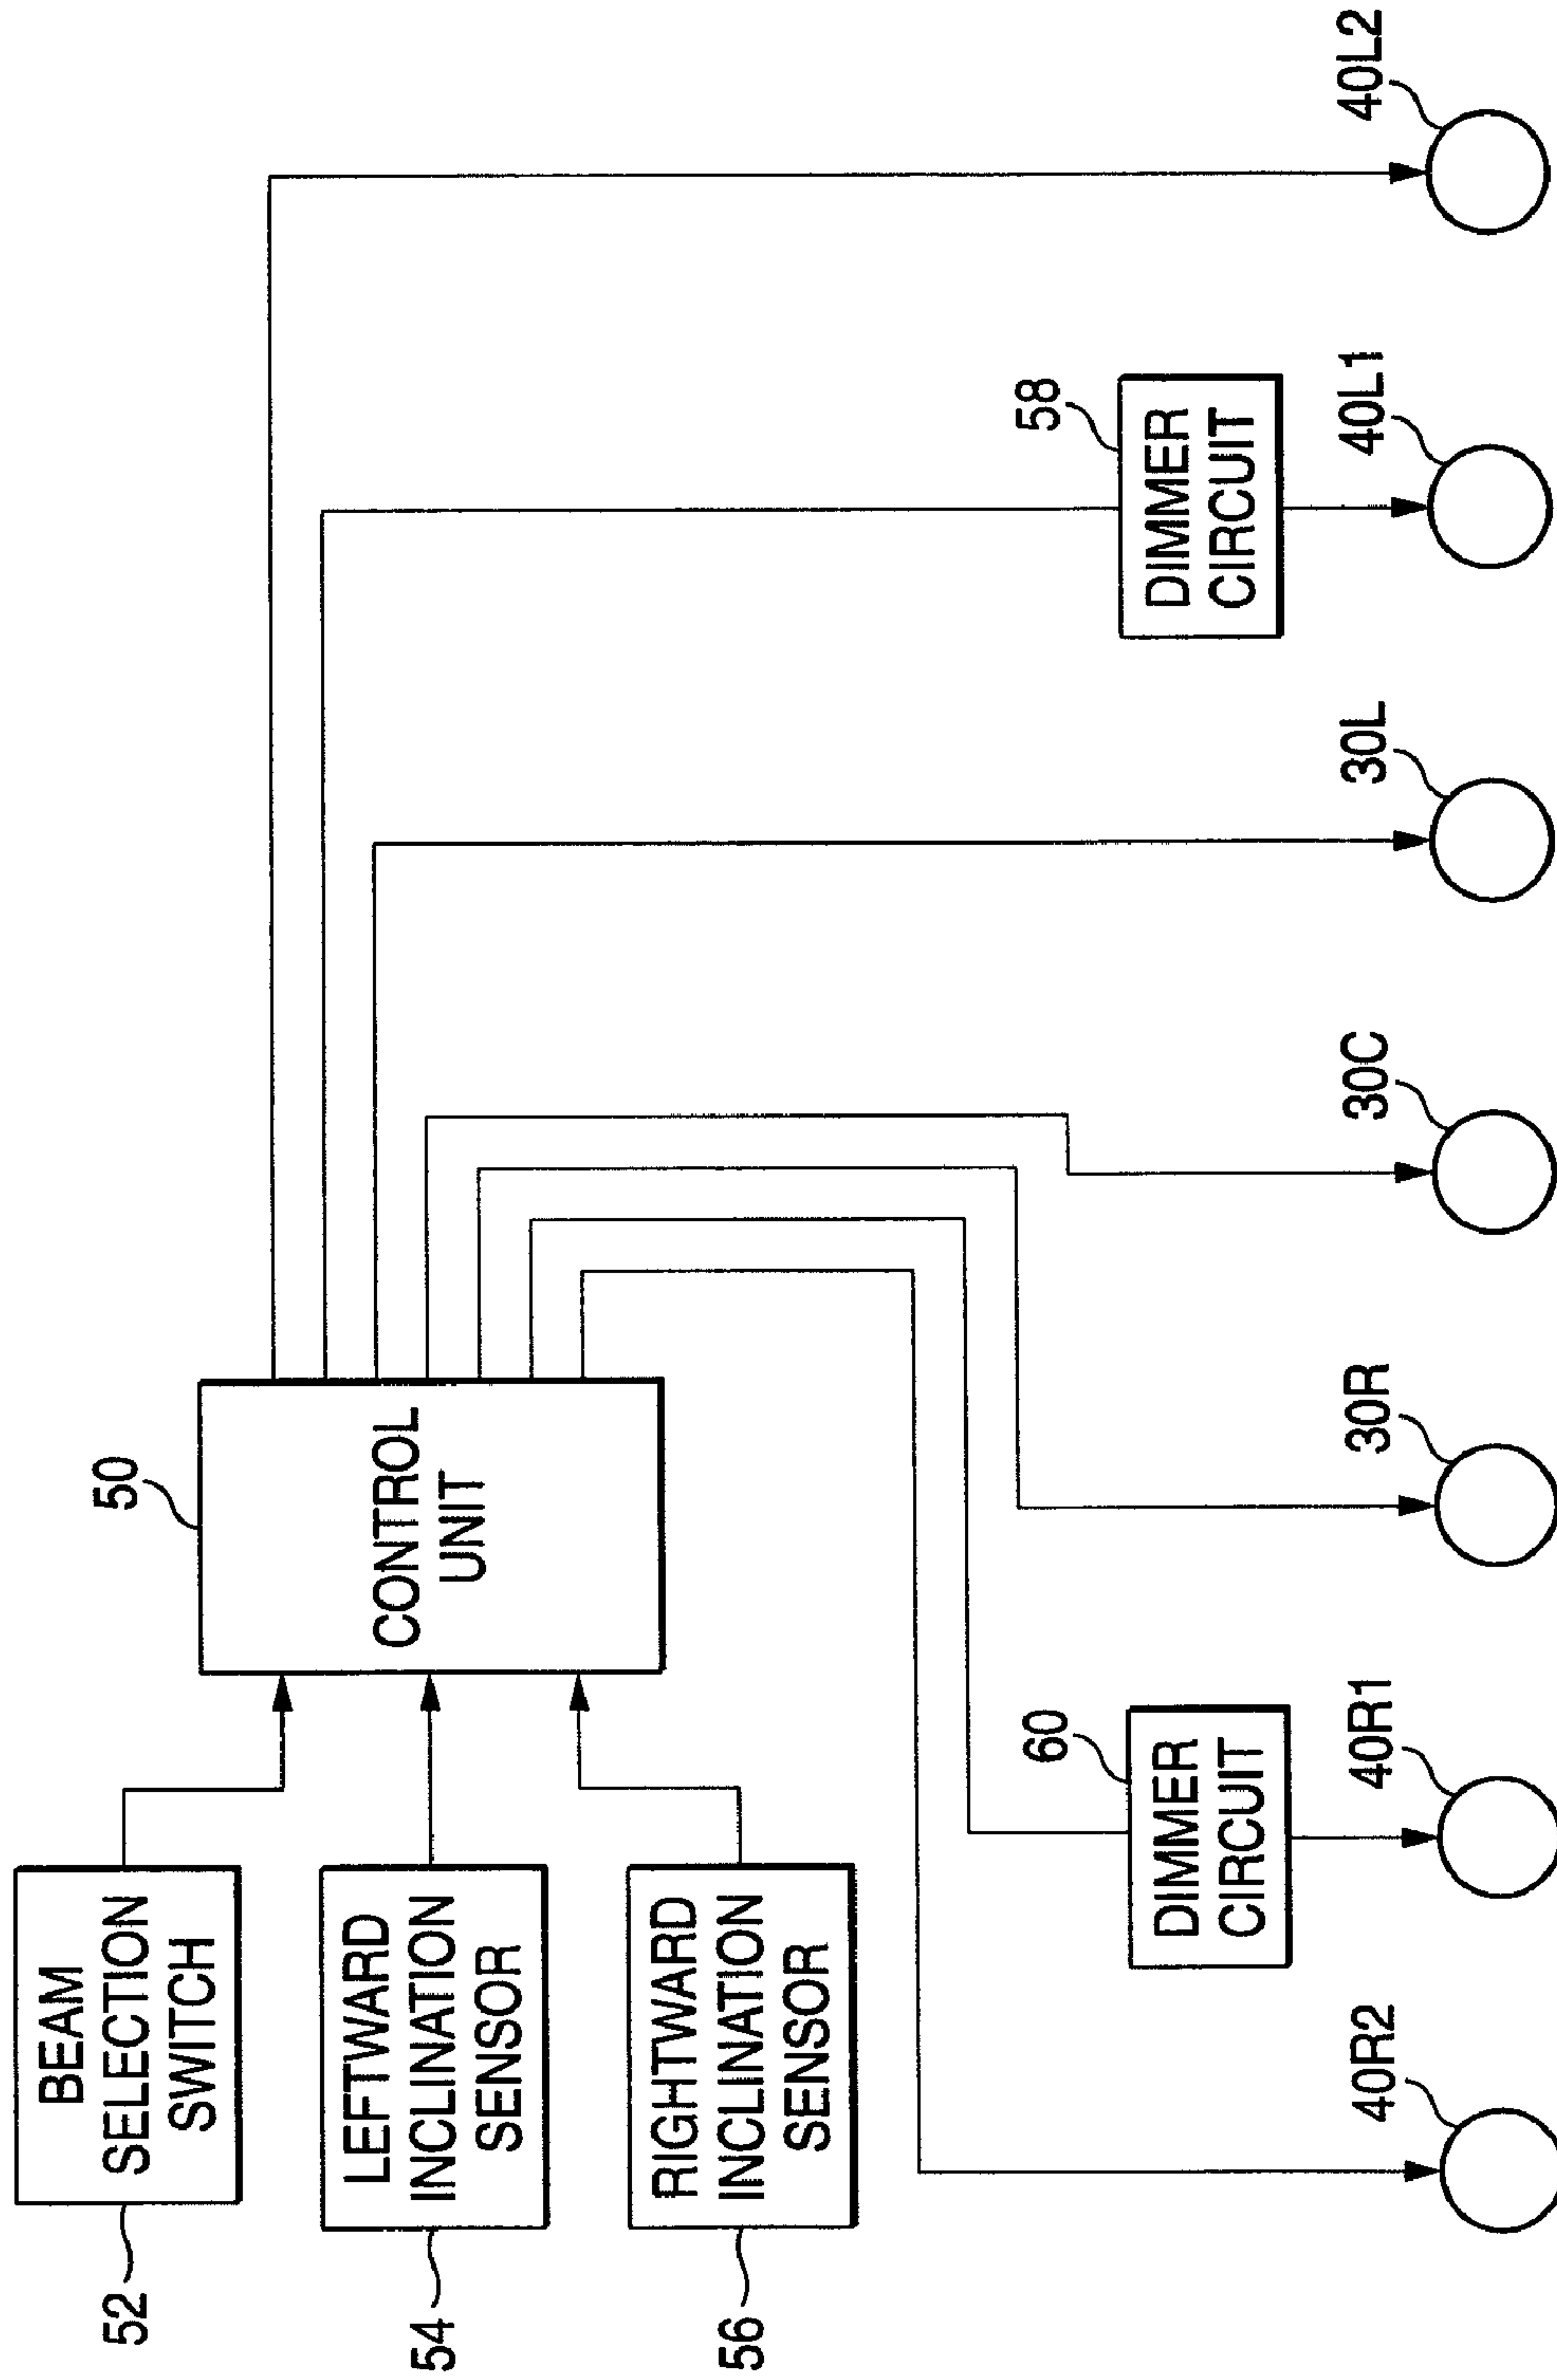 52
BEAM
SELECTION
SWITCH
54
LEFTWARD
INCLINATION
SENSOR
56
RIGHTWARD
INCLINATION
SENSOR
50
CONTROL
UNIT
60
DIMMER
CIRCUIT
58
DIMMER
CIRCUIT
40R2
40R1
30R
30C
30L
40L1
40L2